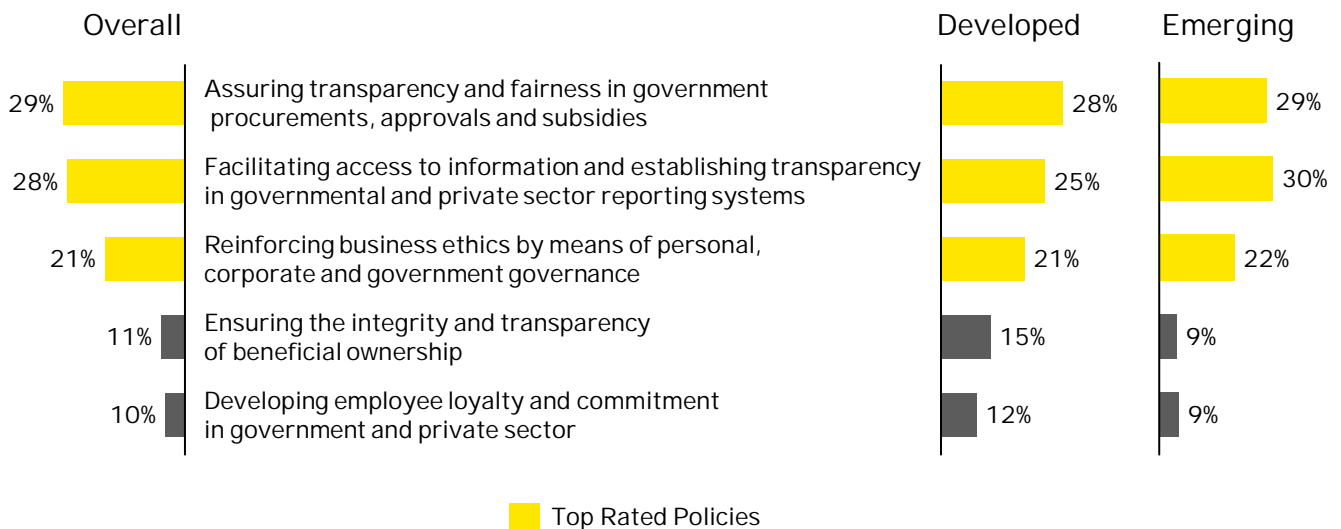 Overall
Developed
Emerging
29%
Assuring transparency and fairness in government
procurements, approvals and subsidies
28%
29%
28%
Facilitating access to information and establishing transparency
in governmental and private sector reporting systems
25%
30%
21%
Reinforcing business ethics by means of personal,
corporate and government governance
21%
22%
11%
Ensuring the integrity and transparency
of beneficial ownership
15%
9%
10%
Developing employee loyalty and commitment
in government and private sector
12%
9%
Top Rated Policies